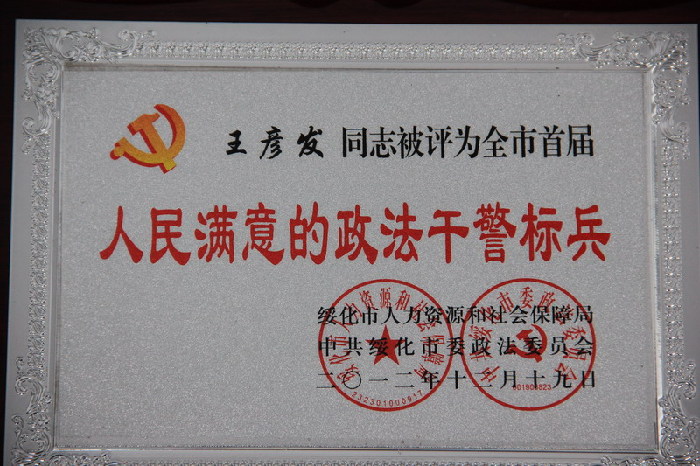 王彦发 同志被评为全市首届
人民满意的政法干警标兵
绥化市人力资源和社会保障局
中共绥化市委政法委员会
二〇一二年十二月十九日